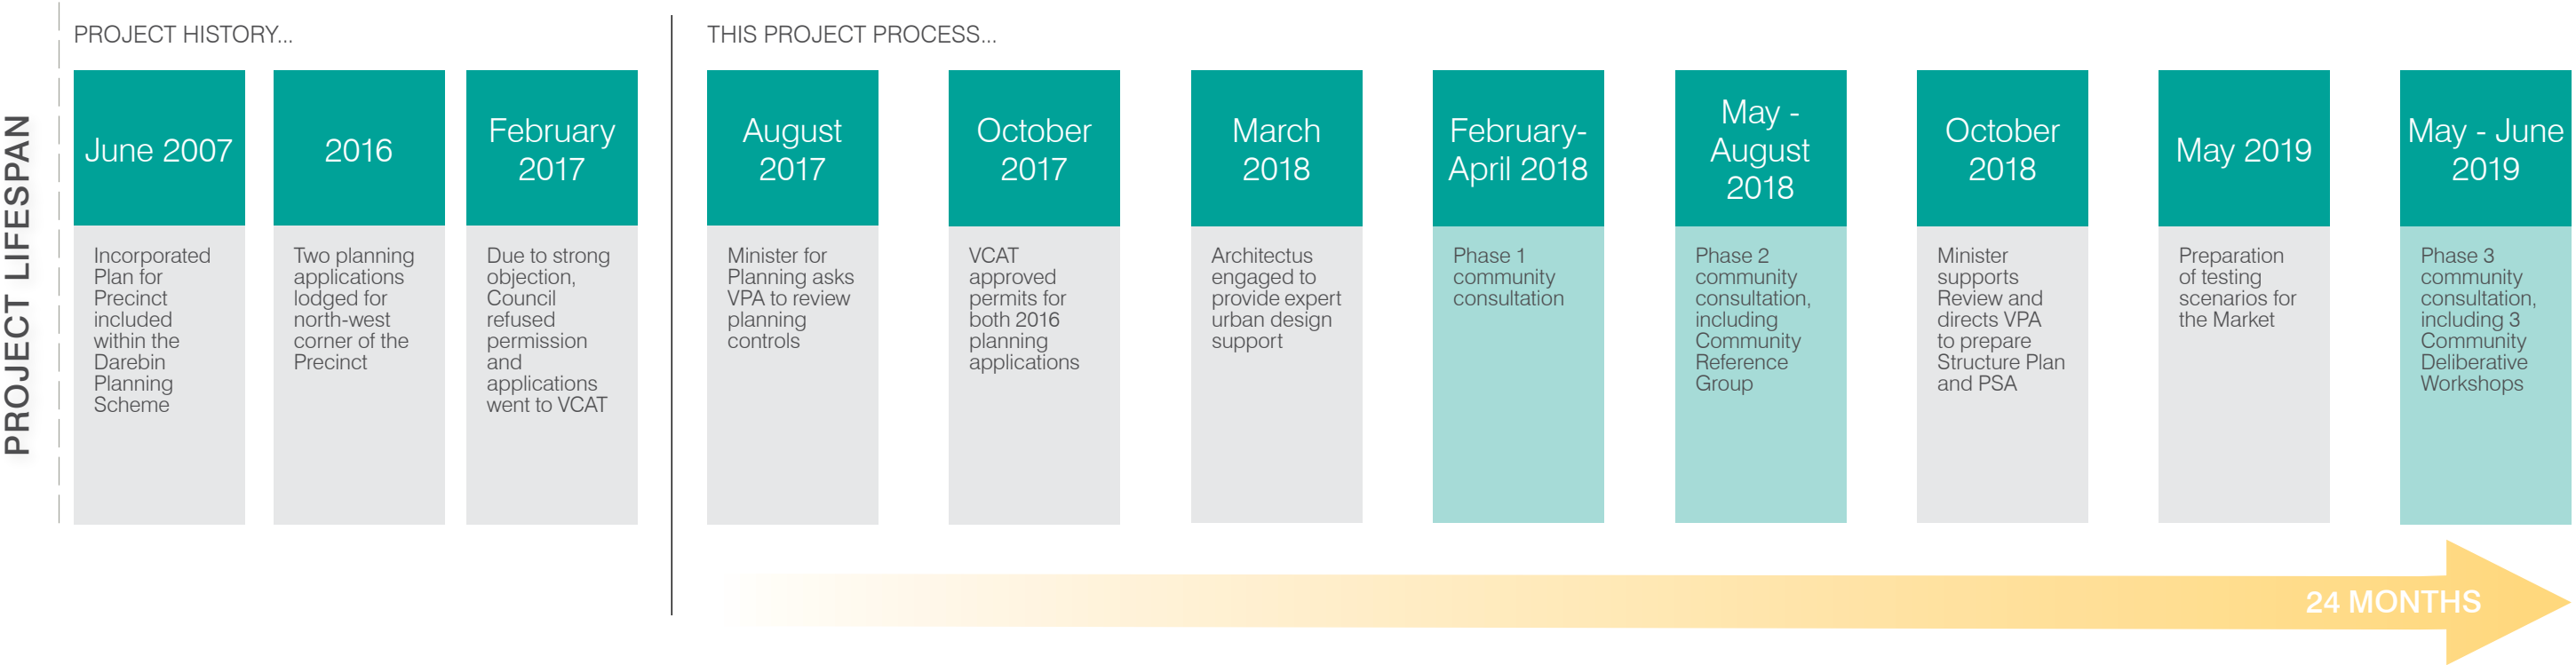 PROJECT LIFESPAN
PROJECT HISTORY...
June 2007
Incorporated
Plan for
Precinct
included
within the
Darebin
Planning
Scheme
2016
Two planning
applications
lodged for
north-west
corner of the
Precinct
February
2017
Due to strong
objection,
Council
refused
permission
and
applications
went to VCAT
THIS PROJECT PROCESS...
August
2017
Minister for
Planning asks
VPA to review
planning
controls
October
2017
VCAT
approved
permits for
both 2016
planning
applications
March
2018
Architectus
engaged to
provide expert
urban design
support
February-
April 2018
Phase 1
community
consultation
May -
August
2018
Phase 2
community
consultation,
including
Community
Reference
Group
October
2018
Minister
supports
Review and
directs VPA
to prepare
Structure Plan
and PSA
May 2019
Preparation
of testing
scenarios for
the Market
May - June
2019
Phase 3
community
consultation,
including 3
Community
Deliberative
Workshops
24 MONTHS